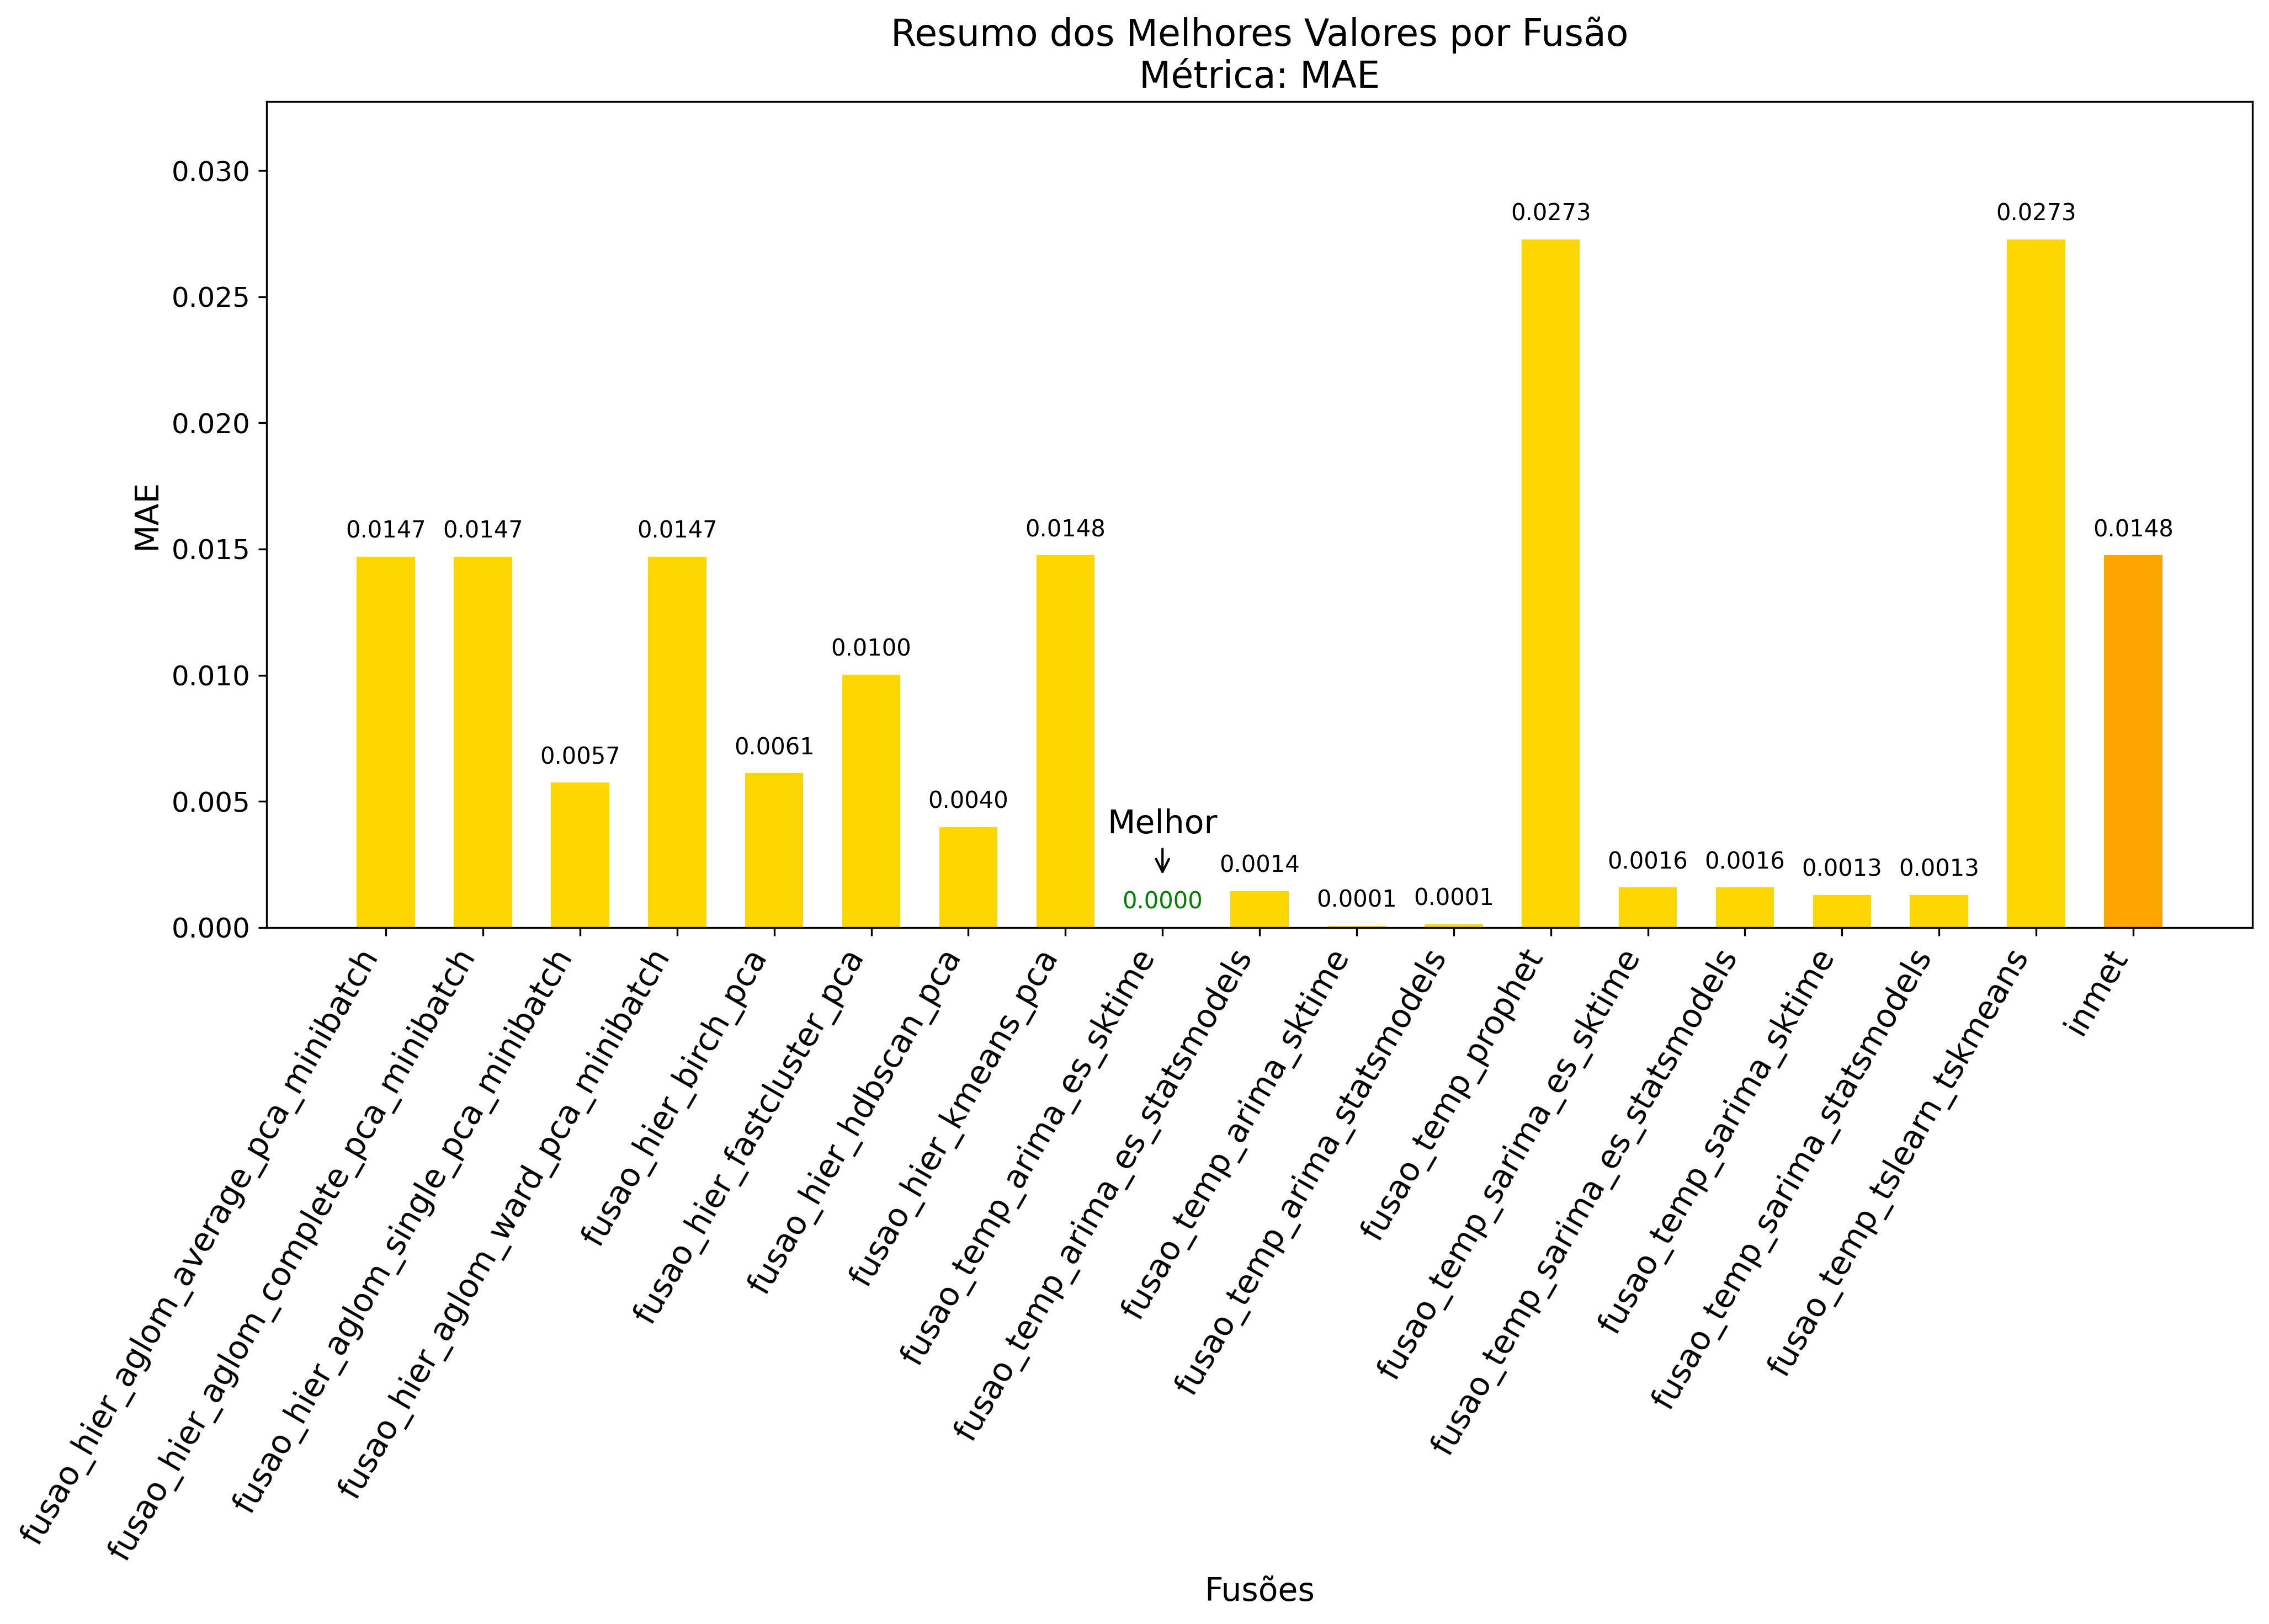 Resumo dos Melhores Valores por Fusão
Métrica: MAE
MAE
0.030
0.025
0.020
0.015
0.010
0.005
0.000
0.0147
0.0147
0.0057
0.0147
0.0061
0.0100
0.0040
0.0148
Melhor
0.0000
0.0014
0.0001
0.0001
0.0273
0.0016
0.0016
0.0013
0.0013
0.0273
0.0148
fusao_hier_aglom_average_pca_minibatch
fusao_hier_aglom_complete_pca_minibatch
fusao_hier_aglom_single_pca_minibatch
fusao_hier_aglom_ward_pca_minibatch
fusao_hier_birch_pca
fusao_hier_fastcluster_pca
fusao_hier_hdbscan_pca
fusao_hier_kmeans_pca
fusao_temp_arima_es_sktime
fusao_temp_arima_es_statsmodels
fusao_temp_arima_sktime
fusao_temp_arima_statsmodels
fusao_temp_prophet
fusao_temp_sarima_es_sktime
fusao_temp_sarima_es_statsmodels
fusao_temp_sarima_sktime
fusao_temp_sarima_statsmodels
fusao_temp_tslearn_tskmeans
inmet
Fusões